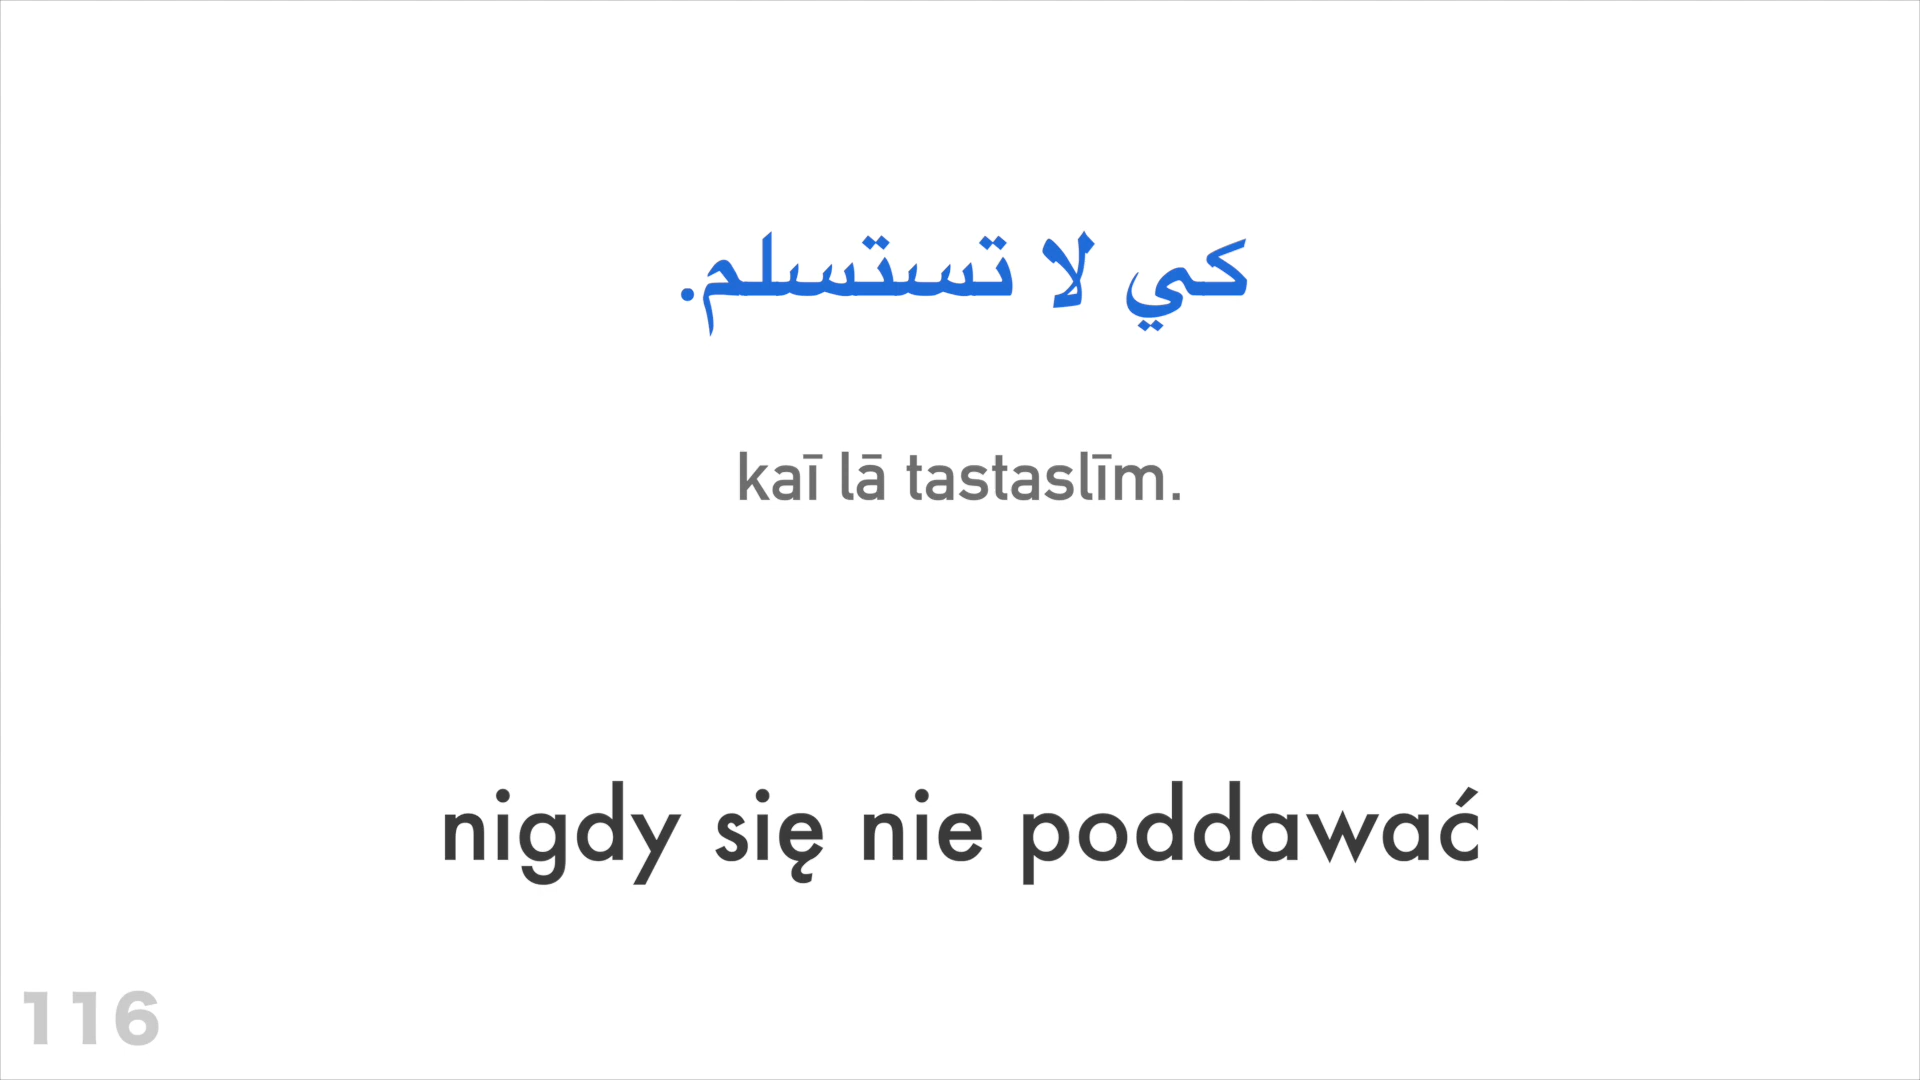 كي لا تستسلم.
kaī lā tastaslīm.
nigdy się nie poddawać
116